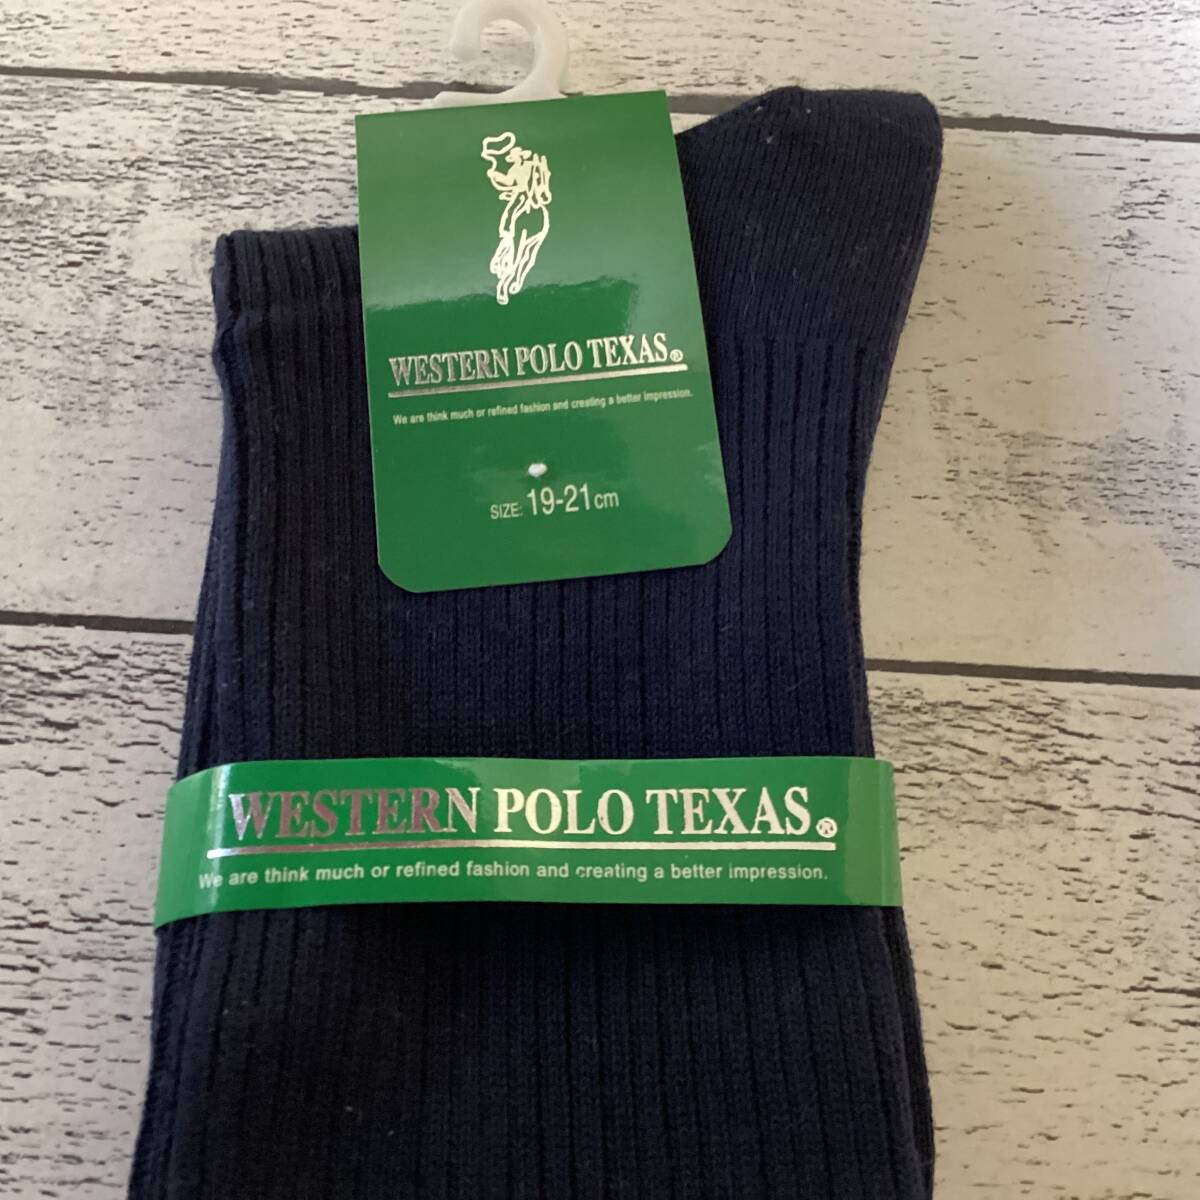 WESTERN POLO TEXAS®
We are think much or refined fashion and creating a better impression.
SIZE: 19-21cm
WESTERN POLO TEXAS®
We are think much or refined fashion and creating a better impression.